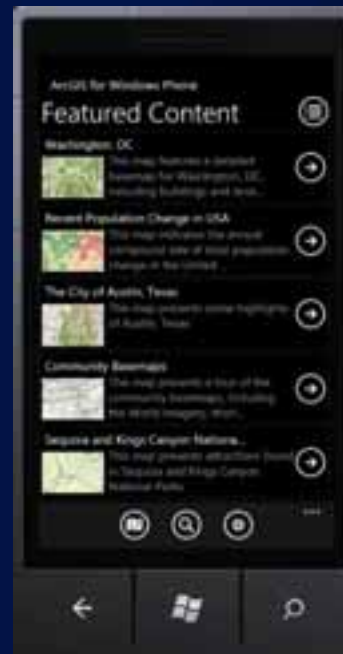 ArcGIS for Windows Phone
Featured Content
Washington, DC
This map features a detailed
basemap for Washington, DC,
including buildings and
Recent Population Change in USA
This map indicates the annual
compound rate of total population
change in the United ...
The City of Austin, Texas
This map presents some highlights
of Austin, Texas
Community Basemaps
This map presents a tour of the
community basemaps, including
the World Imagery,
Sequoia and Kings Canyon Nationa...
This map presents attractions found
in Sequoia and Kings Canyon
National Parks